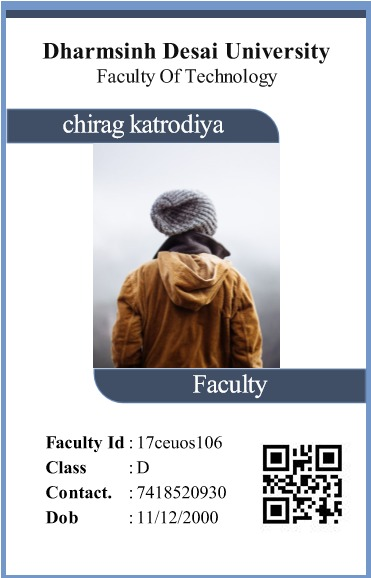 Dharmsinh Desai University
Faculty Of Technology
chirag katrodiya
Faculty
Faculty Id : 17ceuos106
Class : D
Contact. : 7418520930
Dob : 11/12/2000